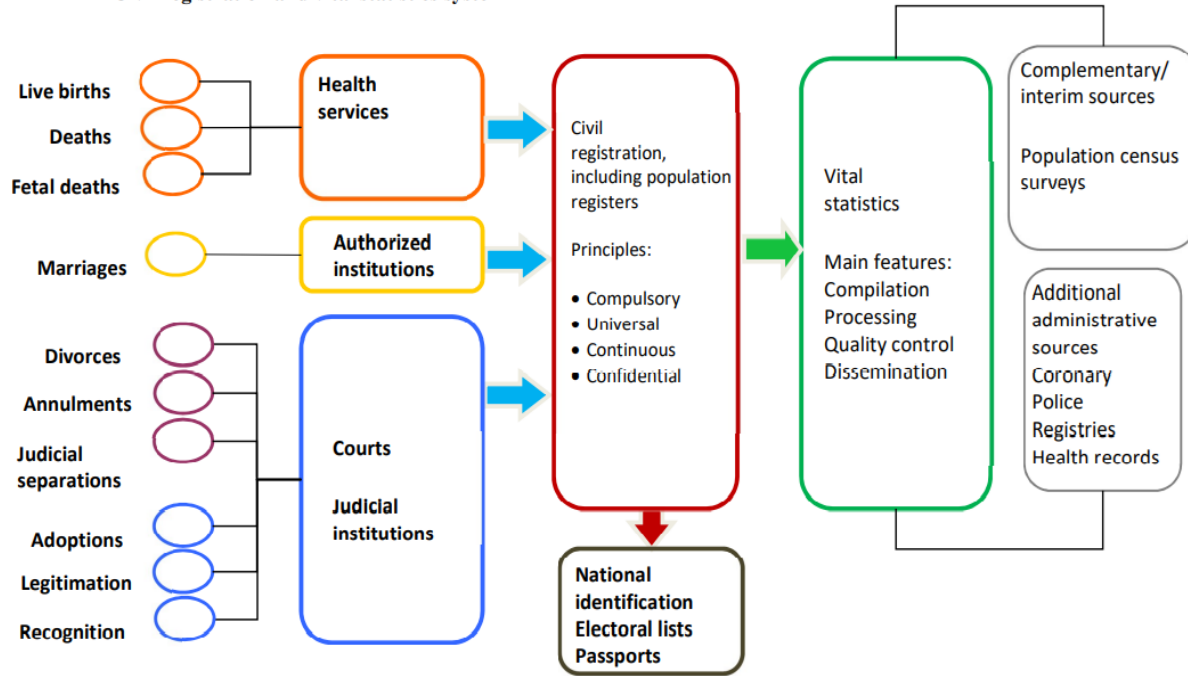 Live births
Deaths
Fetal deaths
Marriages
Divorces
Annulments
Judicial
separations
Adoptions
Legitimation
Recognition
Health
services
Authorized
institutions
Courts
Judicial
institutions
Civil
registration,
including population
registers
Principles:
• Compulsory
• Universal
• Continuous
• Confidential
National
identification
Electoral lists
Passports
Vital
statistics
Main features:
Compilation
Processing
Quality control
Dissemination
Complementary/
interim sources
Population census
surveys
Additional
administrative
sources
Coronary
Police
Registries
Health records